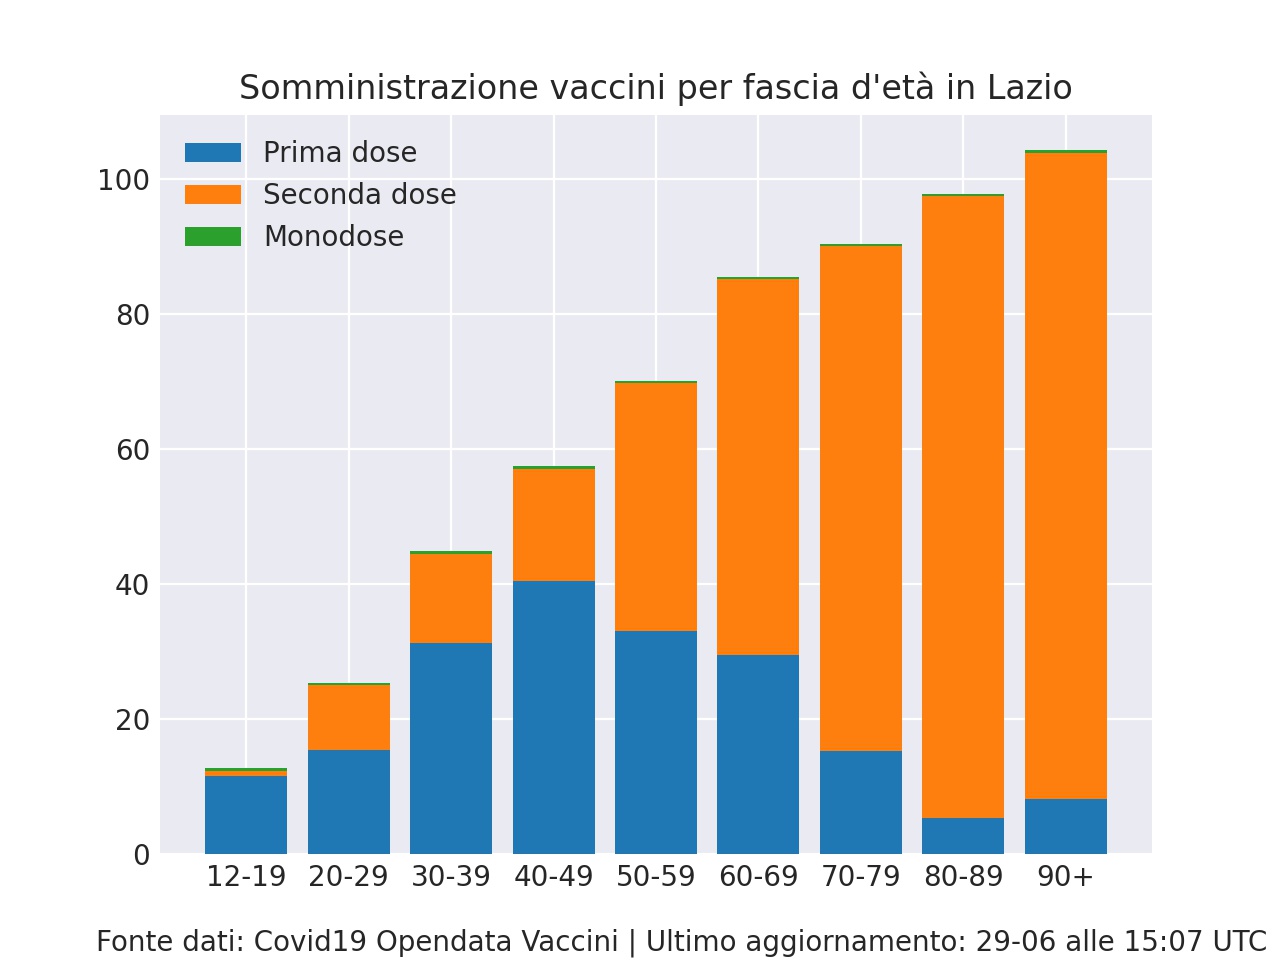 Somministrazione vaccini per fascia d'età in Lazio
Prima dose
Seconda dose
Monodose
100
80
60
40
20
0
12-19 20-29 30-39 40-49 50-59 60-69 70-79 80-89 90+
Fonte dati: Covid19 Opendata Vaccini | Ultimo aggiornamento: 29-06 alle 15:07 UTC